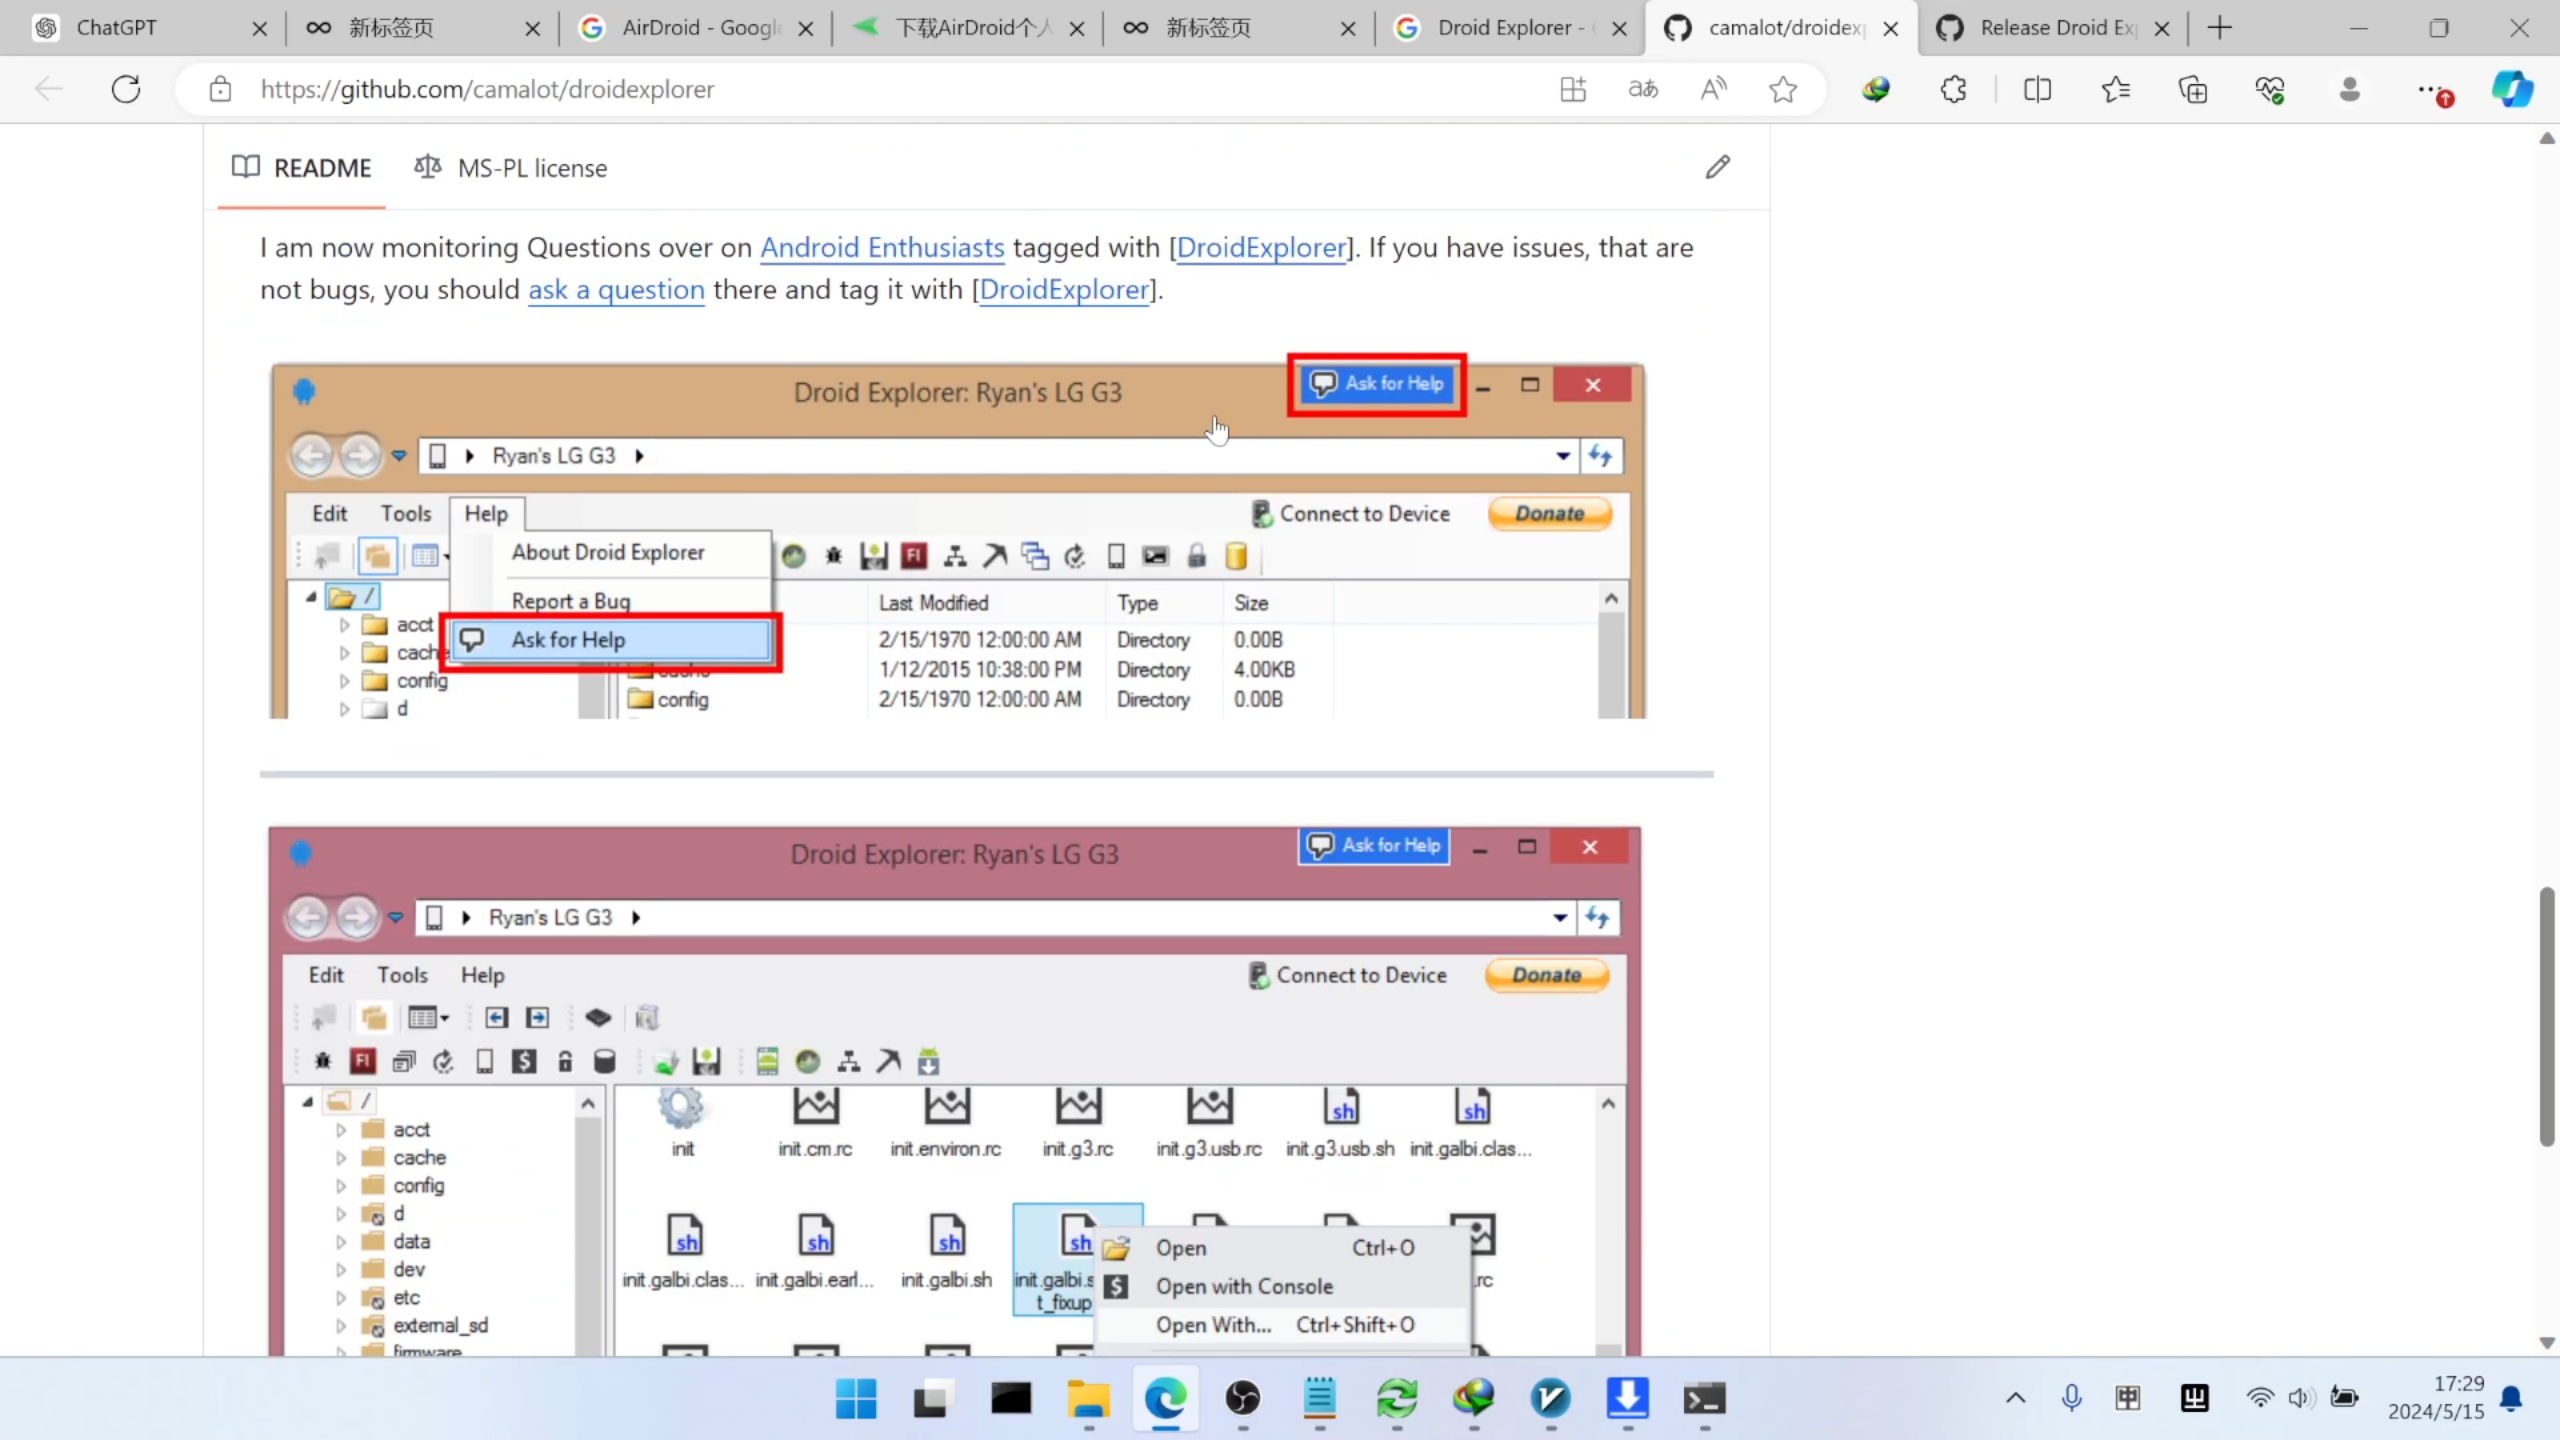 ChatGPT
新标签页
AirDroid - Googl
下载AirDroid个人
新标签页
Droid Explorer -
camalot/droidexp
Release Droid Ex
https://github.com/camalot/droidexplorer
README
MS-PL license
I am now monitoring Questions over on Android Enthusiasts tagged with [DroidExplorer]. If you have issues, that are
not bugs, you should ask a question there and tag it with [DroidExplorer].
Droid Explorer: Ryan's LG G3
Ask for Help
Ryan's LG G3
Edit Tools Help
Connect to Device
Donate
About Droid Explorer
Report a Bug
Ask for Help
Last Modified Type Size
/
acct
2/15/1970 12:00:00 AM Directory 0.00B
cache
1/12/2015 10:38:00 PM Directory 4.00KB
config
config 2/15/1970 12:00:00 AM Directory 0.00B
d
Droid Explorer: Ryan's LG G3
Ask for Help
Ryan's LG G3
Edit Tools Help
Connect to Device
Donate
/
acct
cache
config
d
data
dev
etc
external_sd
firmware
init init.cm.rc init.environ.rc init.g3.rc init.g3.usb.rc init.g3.usb.sh init.galbi.clas...
init.galbi.clas... init.galbi.earl... init.galbi.sh init.galbi.s
t_fixup
.rc
Open Ctrl+O
Open with Console
Open With... Ctrl+Shift+O
中
17:29
2024/5/15